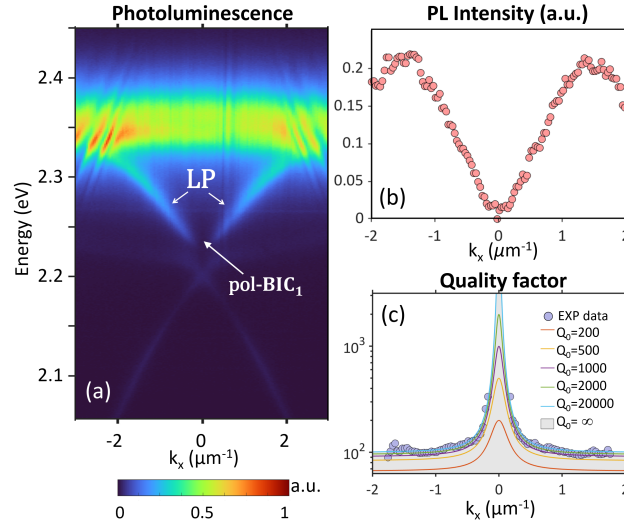 Photoluminescence
2.4
2.3
2.2
2.1
Energy (eV)
LP
pol-BIC₁
(a)
-2 0 2
kₓ (μm⁻¹)
a.u.
0 0.5 1
PL Intensity (a.u.)
0.2
0.15
0.1
0.05
0
(b)
-2 -1 0 1 2
kₓ (μm⁻¹)
Quality factor
(c)
10³
10²
EXP data
Q₀=200
Q₀=500
Q₀=1000
Q₀=2000
Q₀=20000
Q₀= ∞
-2 -1 0 1 2
kₓ (μm⁻¹)